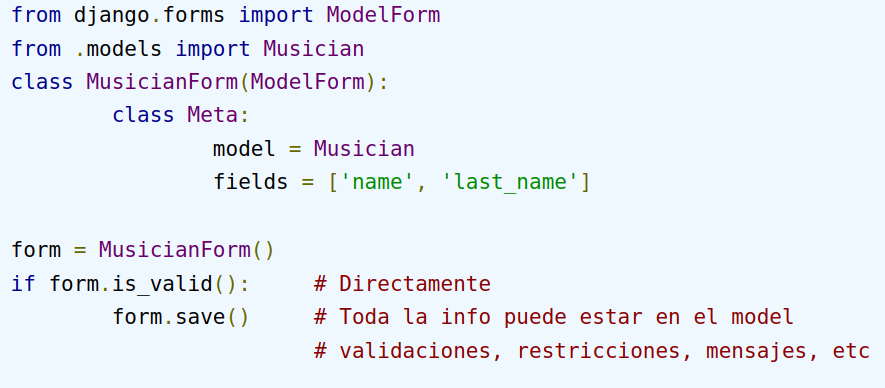 from django.forms import ModelForm
from .models import Musician
class MusicianForm(ModelForm):
        class Meta:
                model = Musician
                fields = ['name', 'last_name']

form = MusicianForm()
if form.is_valid():     # Directamente
        form.save()     # Toda la info puede estar en el model
                        # validaciones, restricciones, mensajes, etc